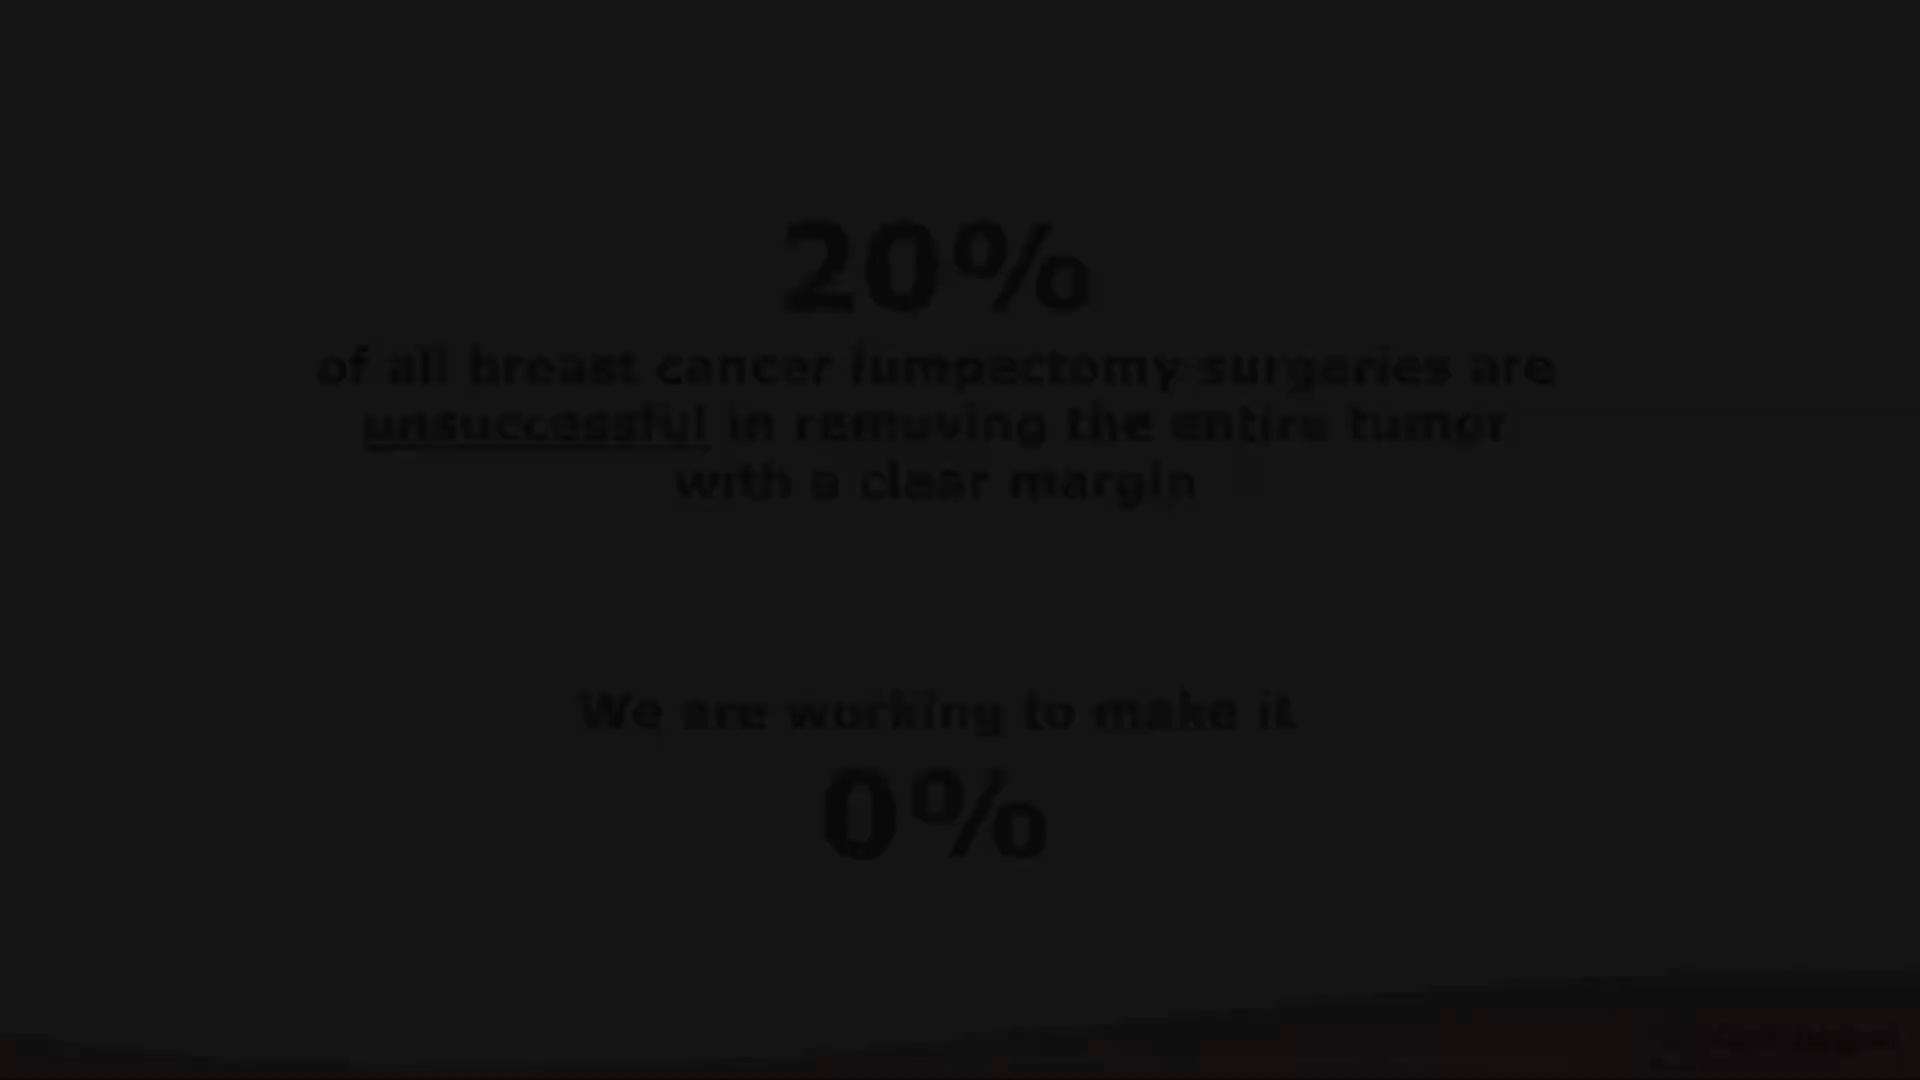 20%
of all breast cancer lumpectomy surgeries are
unsuccessful in removing the entire tumor
with a clear margin
We are working to make it
0%